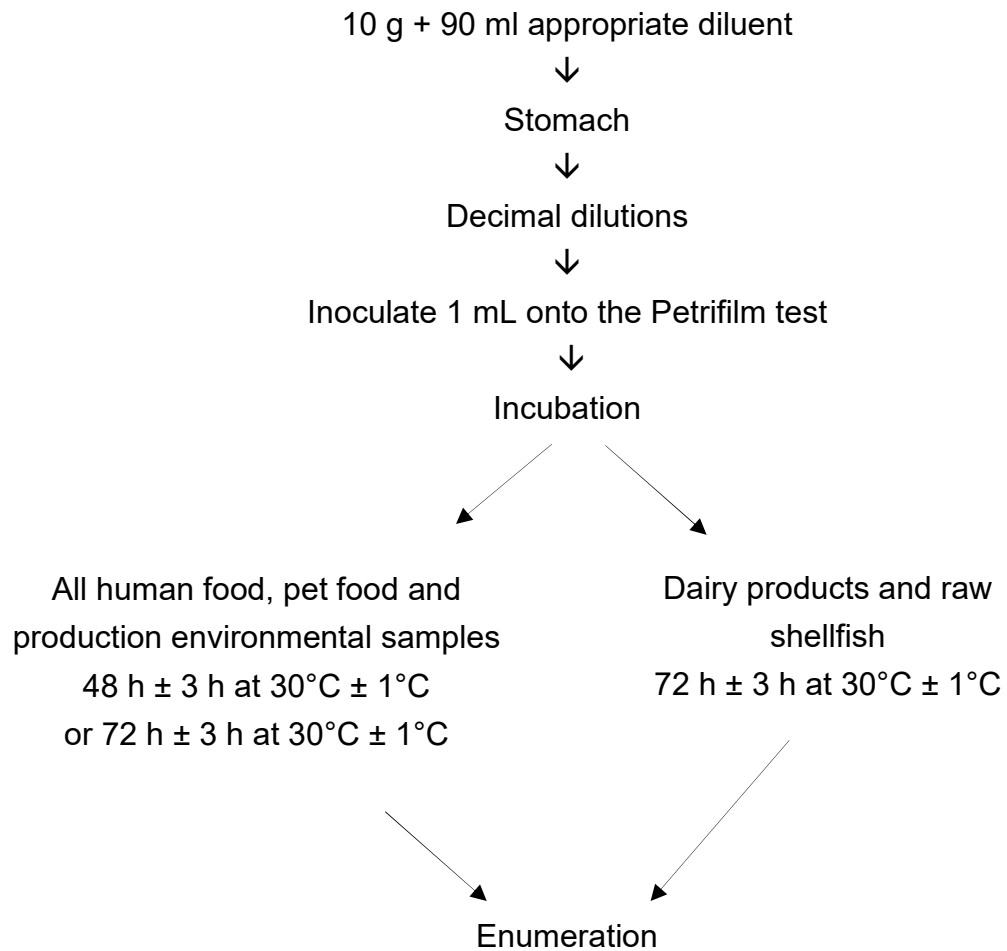 10 g + 90 ml appropriate diluent
Stomach
Decimal dilutions
Inoculate 1 mL onto the Petrifilm test
Incubation
All human food, pet food and
production environmental samples
48 h ± 3 h at 30°C ± 1°C
or 72 h ± 3 h at 30°C ± 1°C
Dairy products and raw
shellfish
72 h ± 3 h at 30°C ± 1°C
Enumeration